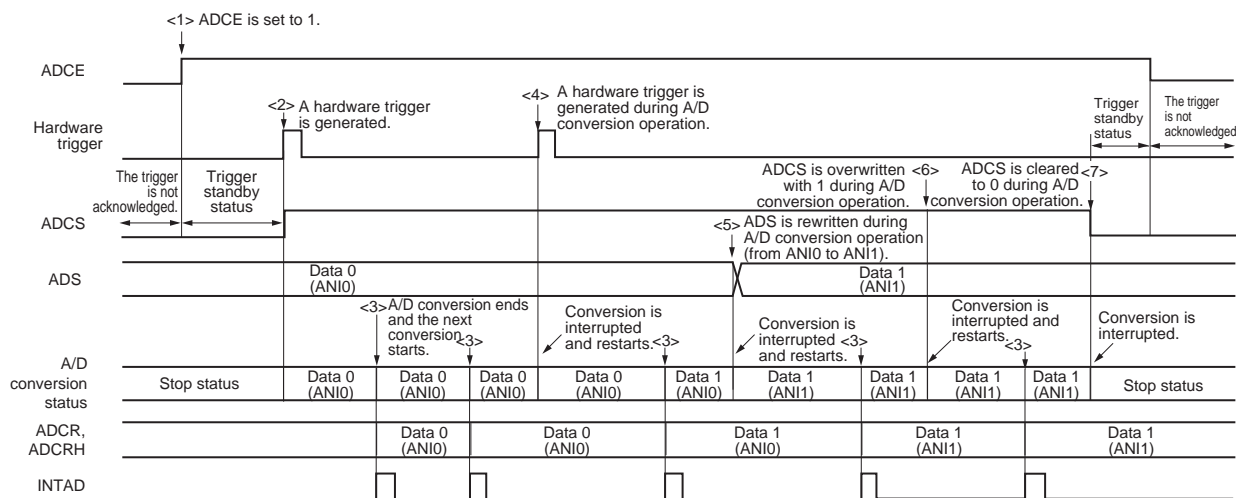 <1> ADCE is set to 1.
ADCE
<2> A hardware trigger
is generated.
<4> A hardware trigger is
generated during A/D
conversion operation.
Trigger
standby
status
The trigger
is not
acknowledged
Hardware
trigger
The trigger
is not
acknowledged.
Trigger
standby
status
ADCS is overwritten <6>
with 1 during A/D
conversion operation.
ADCS is cleared <7>
to 0 during A/D
conversion operation.
ADCS
<5> ADS is rewritten during
A/D conversion operation
(from ANI0 to ANI1).
ADS
Data 0
(ANI0)
Data 1
(ANI1)
<3> A/D conversion ends
and the next
conversion
starts.
<3>
Conversion is
interrupted
and restarts.
<3>
Conversion is
interrupted
and restarts.
<3>
Conversion is
interrupted and
restarts.
<3>
Conversion is
interrupted.
A/D
conversion
status
Stop status
Data 0
(ANI0)
Data 0
(ANI0)
Data 0
(ANI0)
Data 0
(ANI0)
Data 1
(ANI0)
Data 1
(ANI1)
Data 1
(ANI1)
Data 1
(ANI1)
Data 1
(ANI1)
Stop status
ADCR,
ADCRH
Data 0
(ANI0)
Data 0
(ANI0)
Data 1
(ANI0)
Data 1
(ANI1)
Data 1
(ANI1)
INTAD